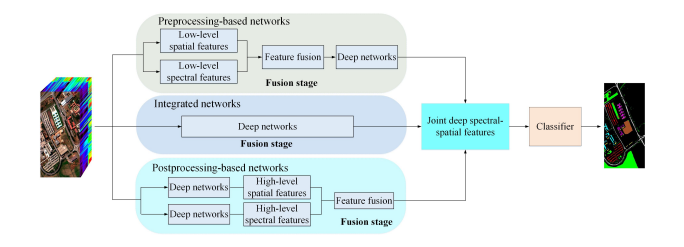 Preprocessing-based networks
Low-level
spatial features
Low-level
spectral features
Feature fusion
Deep networks
Fusion stage
Integrated networks
Deep networks
Fusion stage
Postprocessing-based networks
Deep networks
High-level
spatial features
Deep networks
High-level
spectral features
Feature fusion
Fusion stage
Joint deep spectral-
spatial features
Classifier